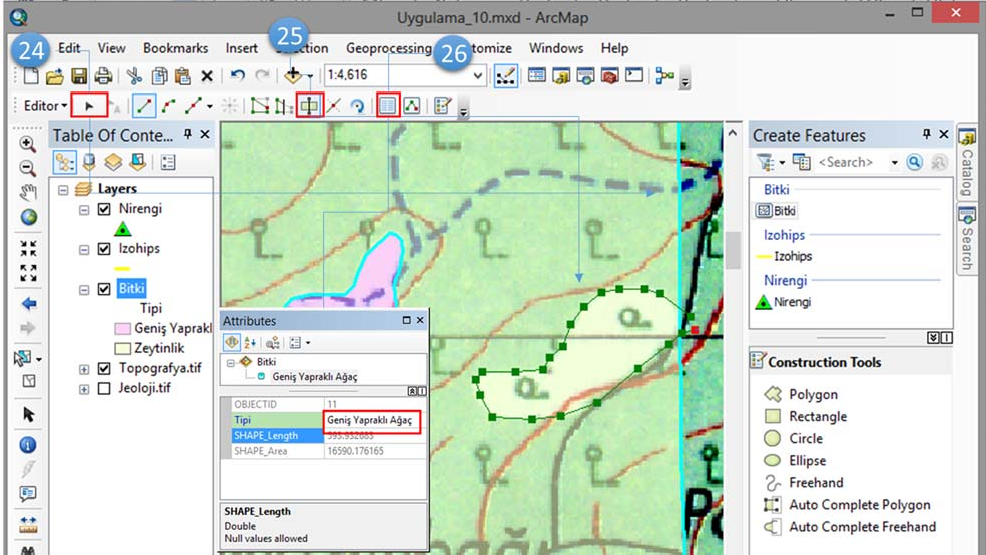 Uygulama_10.mxd - ArcMap
24
25
26
Edit View Bookmarks Insert Geoprocessing Windows Help
1:4,616
Editor
Table Of Conte...
Layers
Nirengi
Izohips
Bitki
Tipi
Geniş Yapraklı
Zeytinlik
Topografya.tif
Jeoloji.tif
Attributes
Bitki
Geniş Yapraklı Ağaç
OBJECTID 11
Tipi Geniş Yapraklı Ağaç
SHAPE_Length
SHAPE_Area 16590.176165
SHAPE_Length
Double
Null values allowed
Create Features
<Search>
Bitki
Bitki
Izohips
Izohips
Nirengi
Nirengi
Construction Tools
Polygon
Rectangle
Circle
Ellipse
Freehand
Auto Complete Polygon
Auto Complete Freehand
Catalog
Search